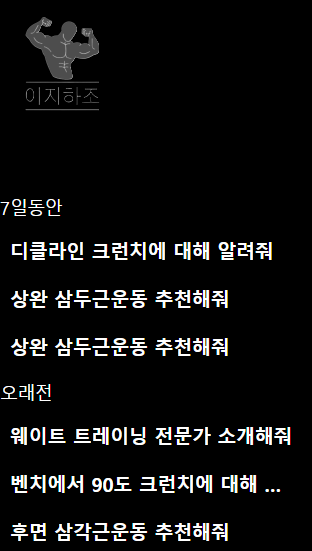 이지하조
7일동안
디클라인 크런치에 대해 알려줘
상완 삼두근운동 추천해줘
상완 삼두근운동 추천해줘
오래전
웨이트 트레이닝 전문가 소개해줘
벤치에서 90도 크런치에 대해 ...
후면 삼각근운동 추천해줘